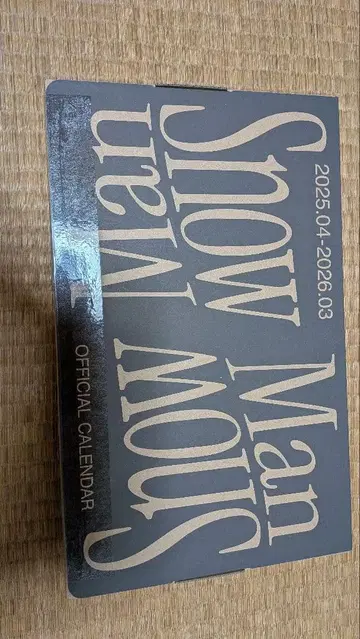 2025.04-2026.03
Snow Man
Snow Man
OFFICIAL CALENDAR